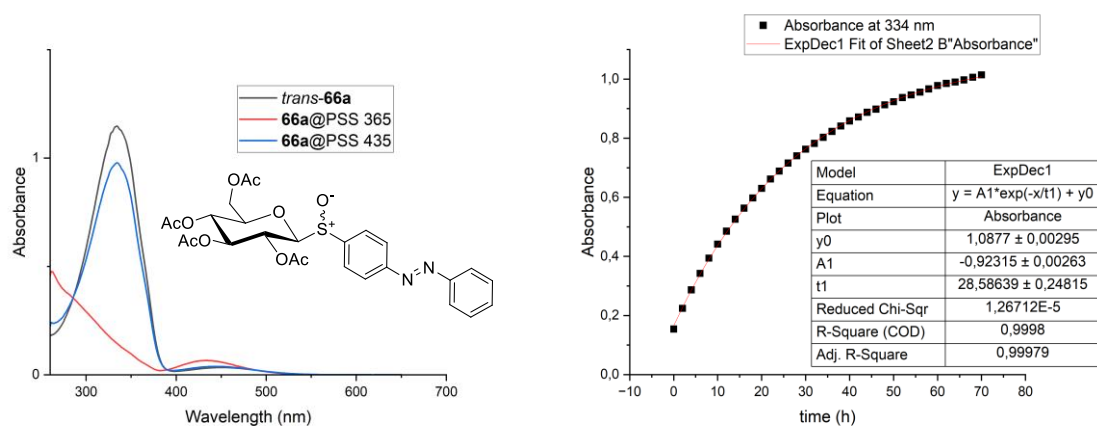 trans-66a
66a@PSS 365
66a@PSS 435
1
0
Absorbance
300
400
500
600
700
Wavelength (nm)
OAc
AcO
O
O-
S+
AcO
OAc
N
N
Absorbance at 334 nm
ExpDec1 Fit of Sheet2 B"Absorbance"
1,0
0,8
0,6
0,4
0,2
0,0
Absorbance
−10
0
10
20
30
40
50
60
70
80
90
time (h)
Model ExpDec1
Equation y = A1*exp(-x/t1) + y0
Plot Absorbance
y0 1,0877 ± 0,00295
A1 -0,92315 ± 0,00263
t1 28,58639 ± 0,24815
Reduced Chi-Sqr 1,26712E-5
R-Square (COD) 0,9998
Adj. R-Square 0,99979